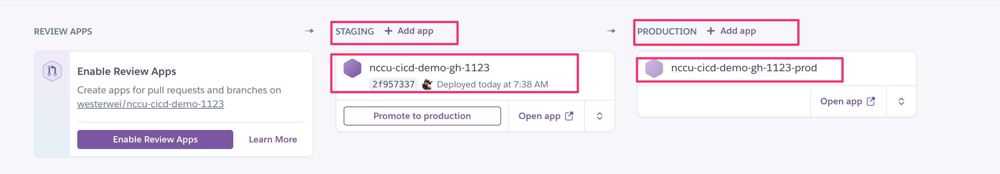 REVIEW APPS
Enable Review Apps
Create apps for pull requests and branches on
westerwei/nccu-cicd-demo-1123
Enable Review Apps Learn More
STAGING + Add app
nccu-cicd-demo-gh-1123
2f957337 Deployed today at 7:38 AM
Promote to production Open app
PRODUCTION + Add app
nccu-cicd-demo-gh-1123-prod
Open app